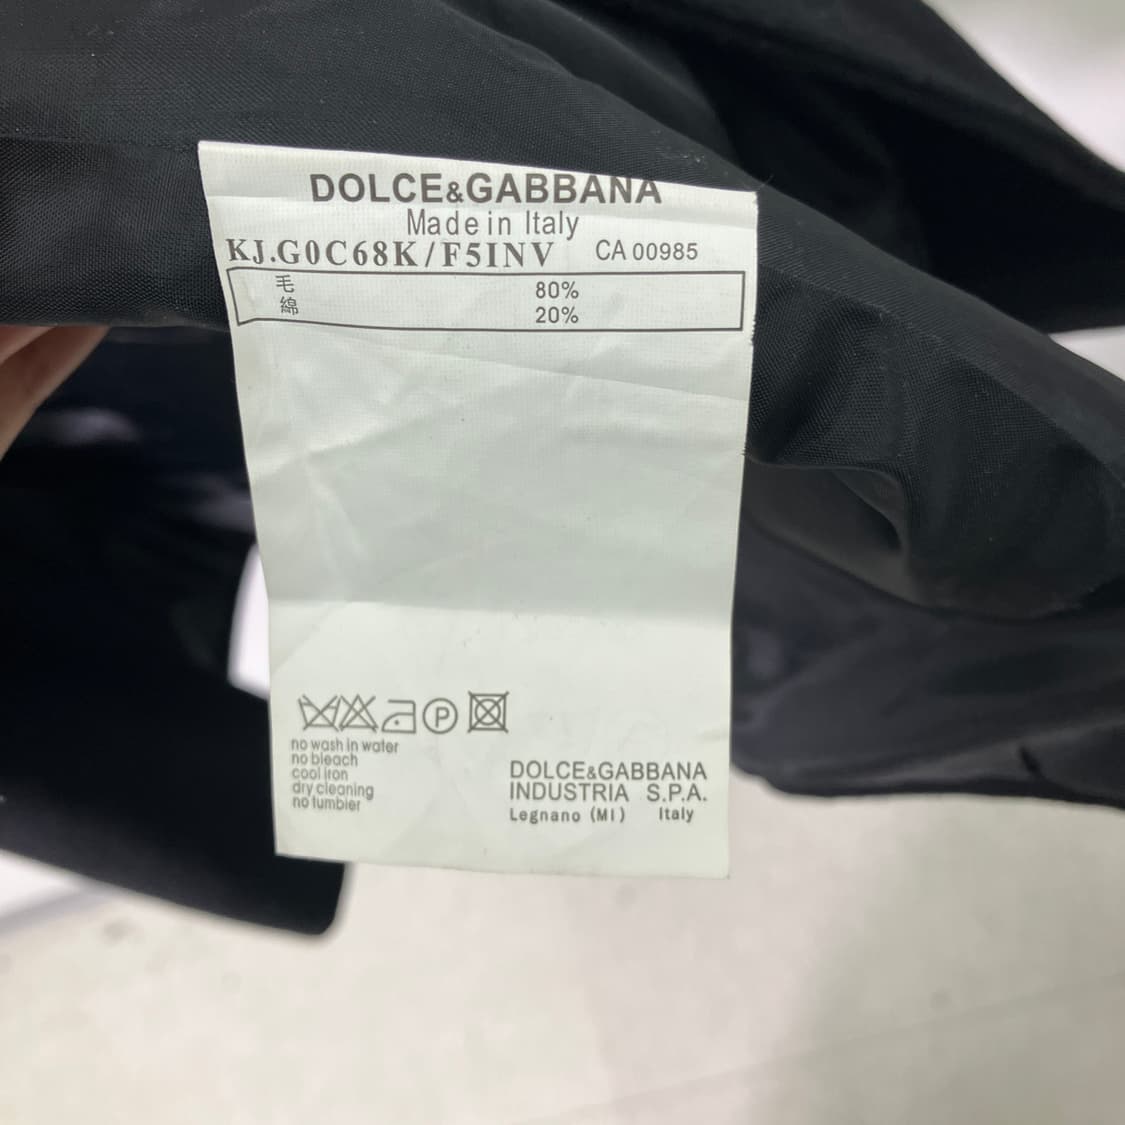 DOLCE&GABBANA
Made in Italy
KJ.G0C68K/F5INV CA 00985
毛 80%
綿 20%
P
no wash in water
no bleach
cool iron
dry cleaning
no tumbier
DOLCE&GABBANA
INDUSTRIA S.P.A.
Legnano (MI) Italy